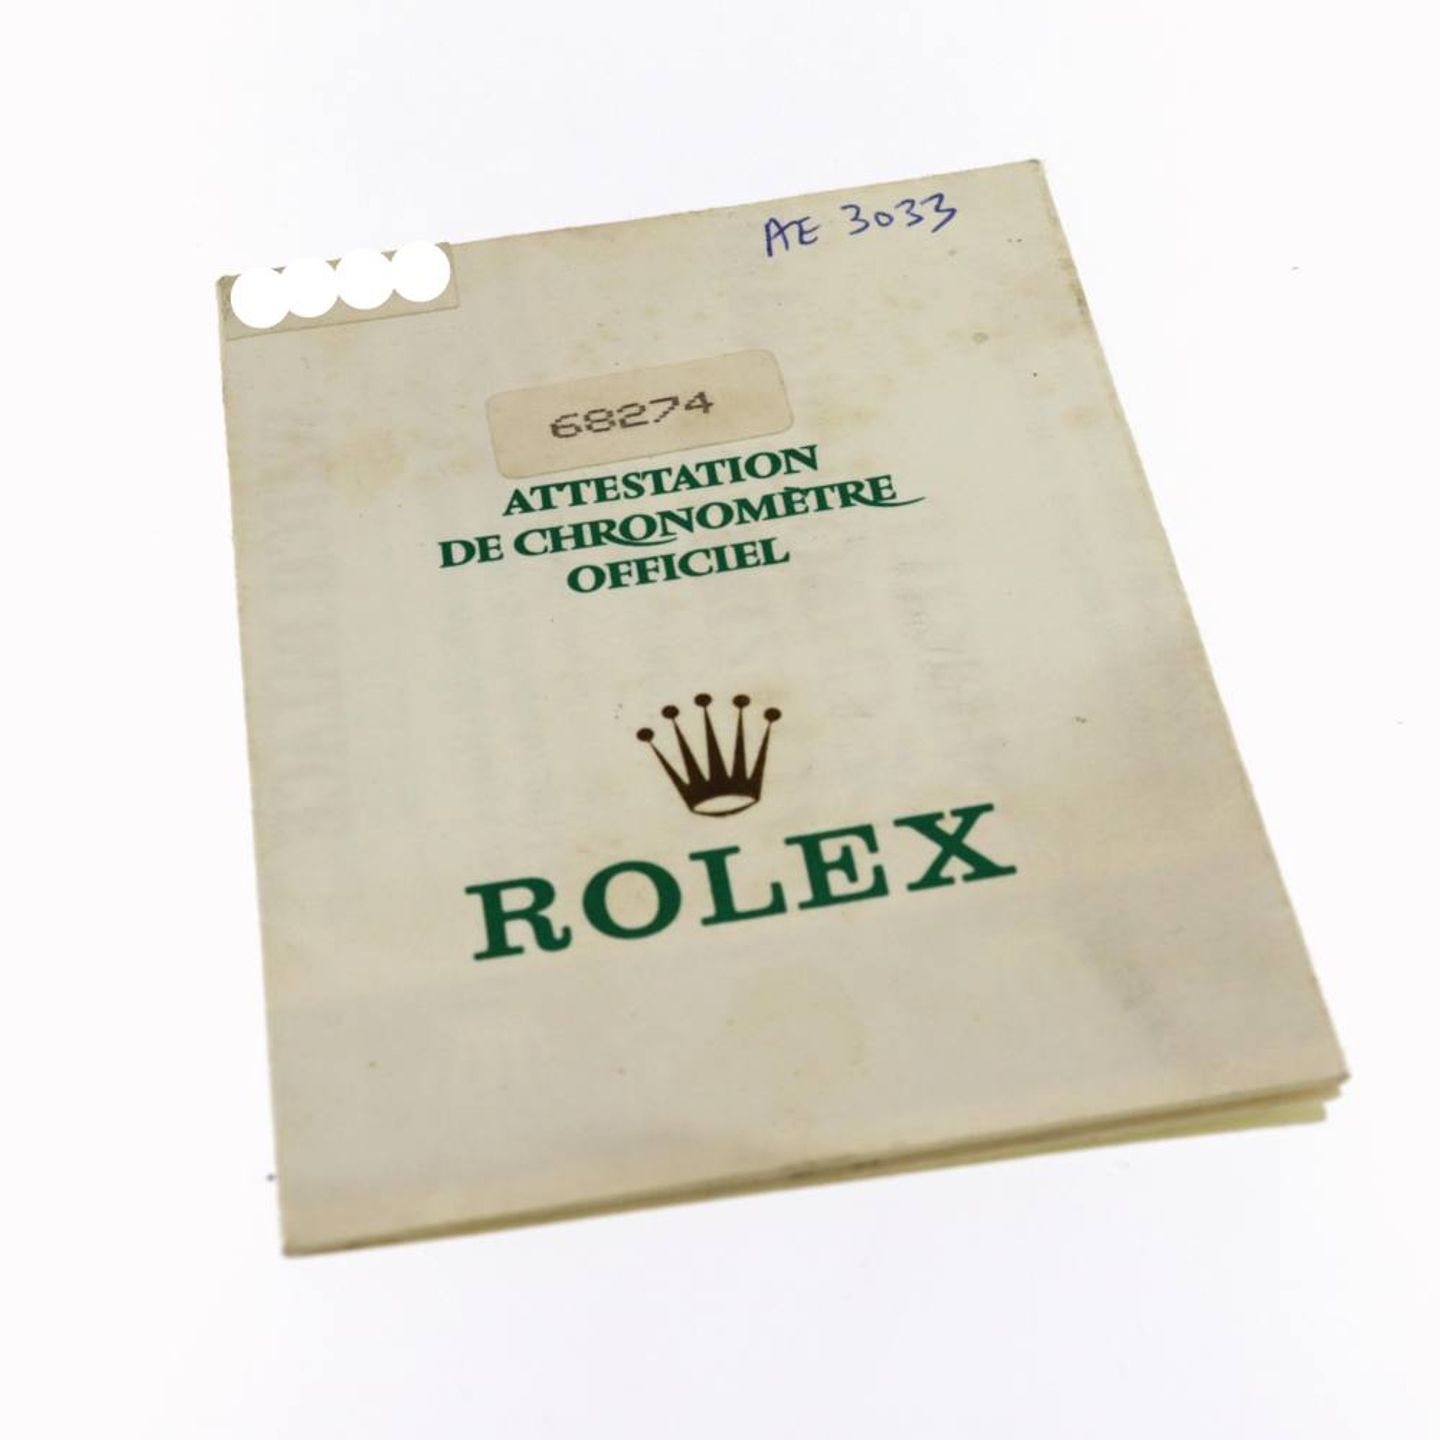 AE 3033
68274
ATTESTATION
DE CHRONOMÈTRE
OFFICIEL
ROLEX